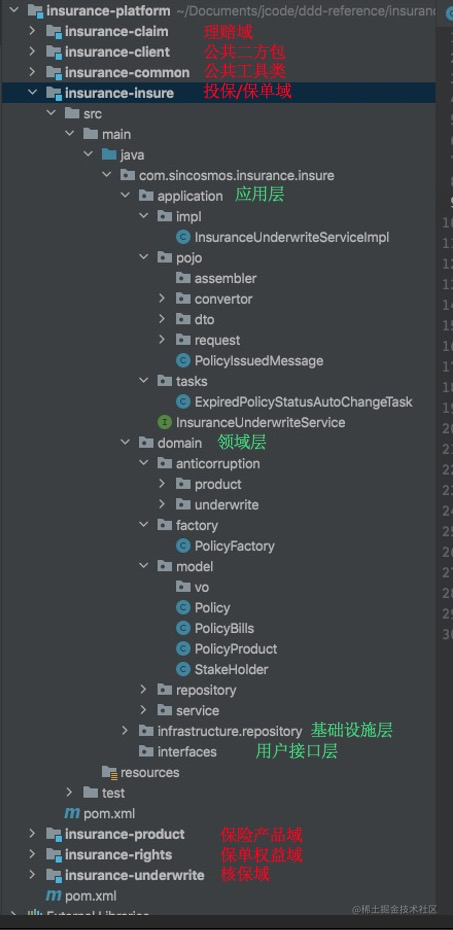 insurance-platform ~/Documents/jcode/ddd-reference/insuranc
insurance-claim 理赔域
insurance-client 公共二方包
insurance-common 公共工具类
insurance-insure 投保/保单域
src
main
java
com.sincosmos.insurance.insure
application 应用层
impl
InsuranceUnderwriteServiceImpl
pojo
assembler
convertor
dto
request
PolicyIssuedMessage
tasks
ExpiredPolicyStatusAutoChangeTask
InsuranceUnderwriteService
domain 领域层
anticorruption
product
underwrite
factory
PolicyFactory
model
vo
Policy
PolicyBills
PolicyProduct
StakeHolder
repository
service
infrastructure.repository 基础设施层
interfaces 用户接口层
resources
test
pom.xml
insurance-product 保险产品域
insurance-rights 保单权益域
insurance-underwrite 核保域
pom.xml
@稀土掘金技术社区
External Libraries